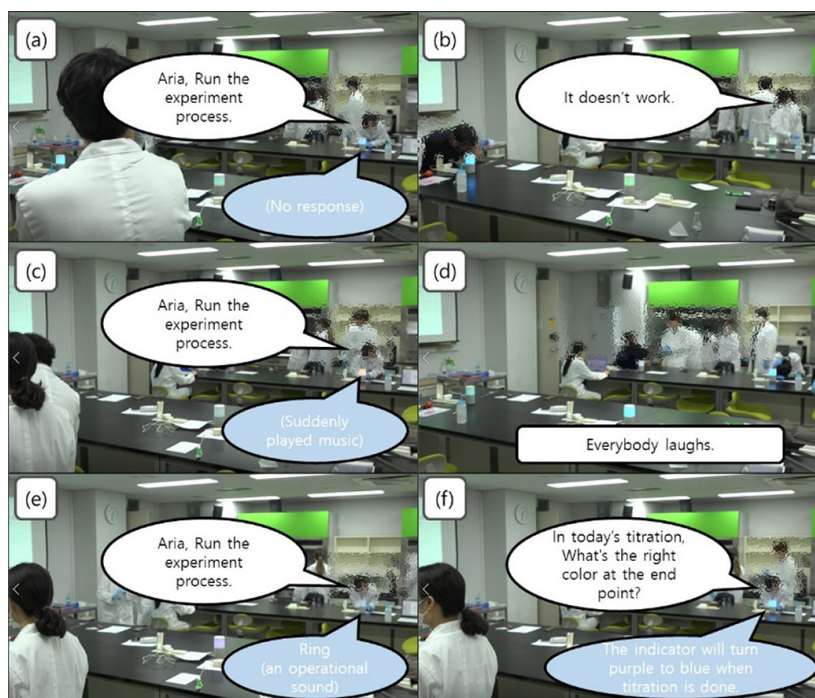 (a)
Aria, Run the
experiment
process.
(No response)
(b)
It doesn't work.
(c)
Aria, Run the
experiment
process.
(Suddenly
played music)
(d)
Everybody laughs.
(e)
Aria, Run the
experiment
process.
Ring
(an operational
sound)
(f)
In today's titration,
What's the right
color at the end
point?
The indicator will turn
purple to blue when
titration is done.